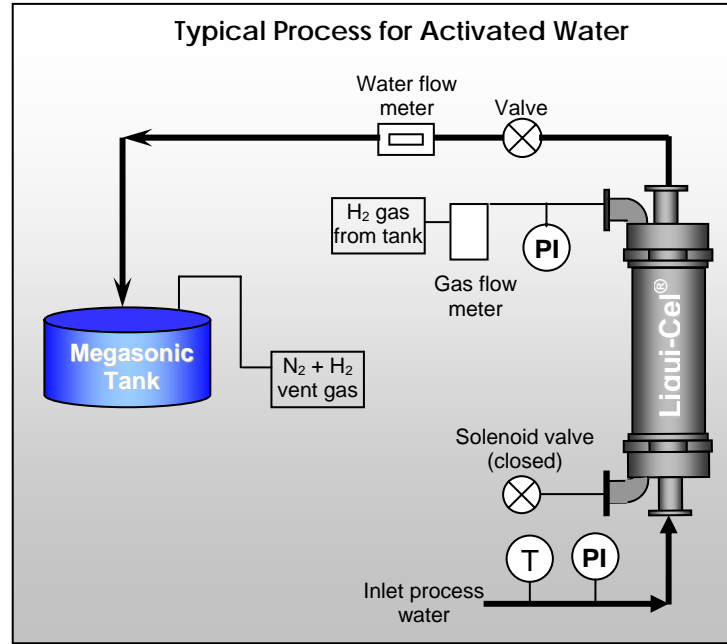 Typical Process for Activated Water
Water flow
meter
Valve
H₂ gas
from tank
PI
Gas flow
meter
Liqui-Cel®
Megasonic
Tank
N₂ + H₂
vent gas
Solenoid valve
(closed)
T
PI
Inlet process
water